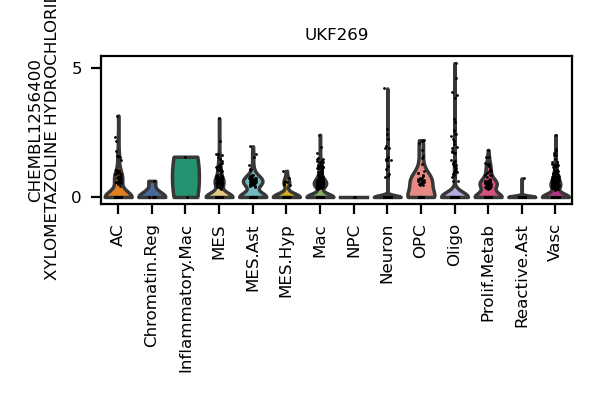 UKF269
CHEMBL1256400
XYLOMETAZOLINE HYDROCHLORI
5
0
AC
Chromatin.Reg
Inflammatory.Mac
MES
MES.Ast
MES.Hyp
Mac
NPC
Neuron
OPC
Oligo
Prolif.Metab
Reactive.Ast
Vasc